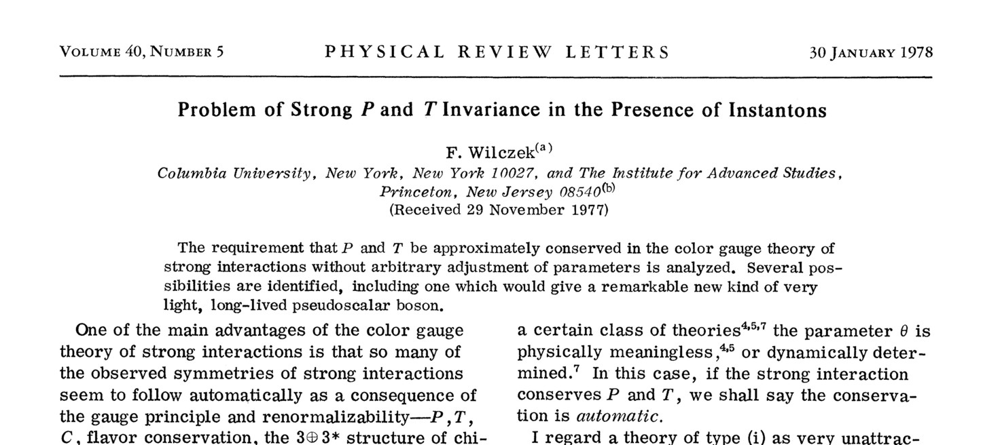 VOLUME 40, NUMBER 5 PHYSICAL REVIEW LETTERS 30 JANUARY 1978
Problem of Strong P and T Invariance in the Presence of Instantons
F. Wilczek(a)
Columbia University, New York, New York 10027, and The Institute for Advanced Studies,
Princeton, New Jersey 08540(b)
(Received 29 November 1977)
The requirement that P and T be approximately conserved in the color gauge theory of
strong interactions without arbitrary adjustment of parameters is analyzed. Several pos-
sibilities are identified, including one which would give a remarkable new kind of very
light, long-lived pseudoscalar boson.
One of the main advantages of the color gauge
theory of strong interactions is that so many of
the observed symmetries of strong interactions
seem to follow automatically as a consequence of
the gauge principle and renormalizability—P, T,
C, flavor conservation, the 3⊕3* structure of chi-
a certain class of theories4,5,7 the parameter θ is
physically meaningless,4,5 or dynamically deter-
mined.7 In this case, if the strong interaction
conserves P and T, we shall say the conserva-
tion is automatic.
I regard a theory of type (i) as very unattrac-